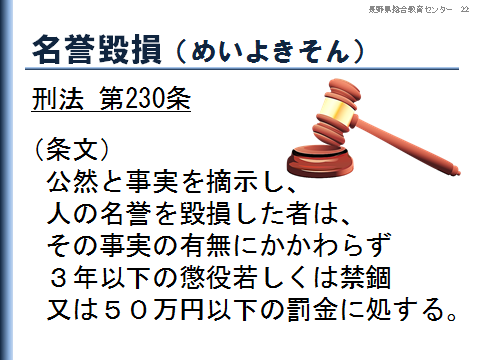 長野県総合教育センター 22
名誉毀損（めいよきそん）
刑法 第230条
（条文）
公然と事実を摘示し、
人の名誉を毀損した者は、
その事実の有無にかかわらず
３年以下の懲役若しくは禁錮
又は５０万円以下の罰金に処する。